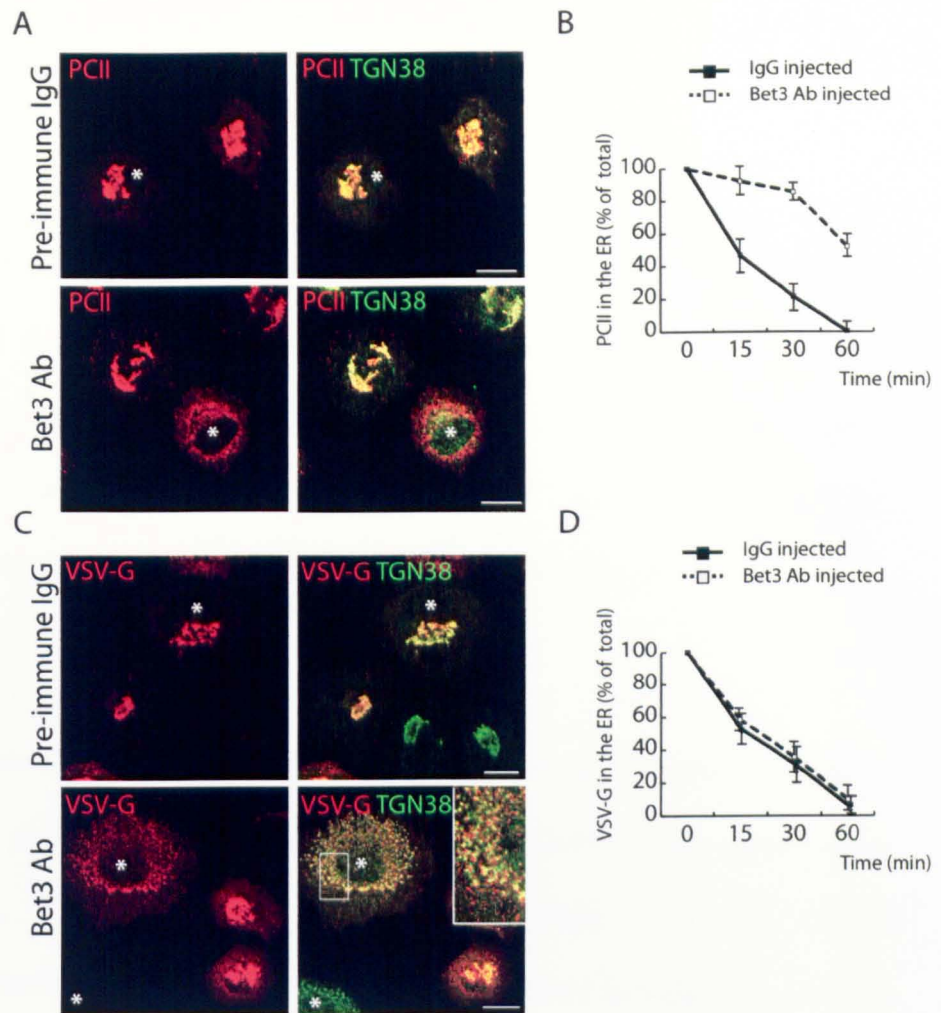 A
Pre-immune IgG
PCII
PCII TGN38
*
*
Bet3 Ab
PCII
PCII TGN38
*
*
B
IgG injected
Bet3 Ab injected
PCII in the ER (% of total)
100
80
60
40
20
0
0 15 30 60
Time (min)
C
Pre-immune IgG
VSV-G
VSV-G TGN38
*
*
Bet3 Ab
VSV-G
VSV-G TGN38
*
*
*
*
D
IgG injected
Bet3 Ab injected
VSV-G in the ER (% of total)
100
80
60
40
20
0
0 15 30 60
Time (min)